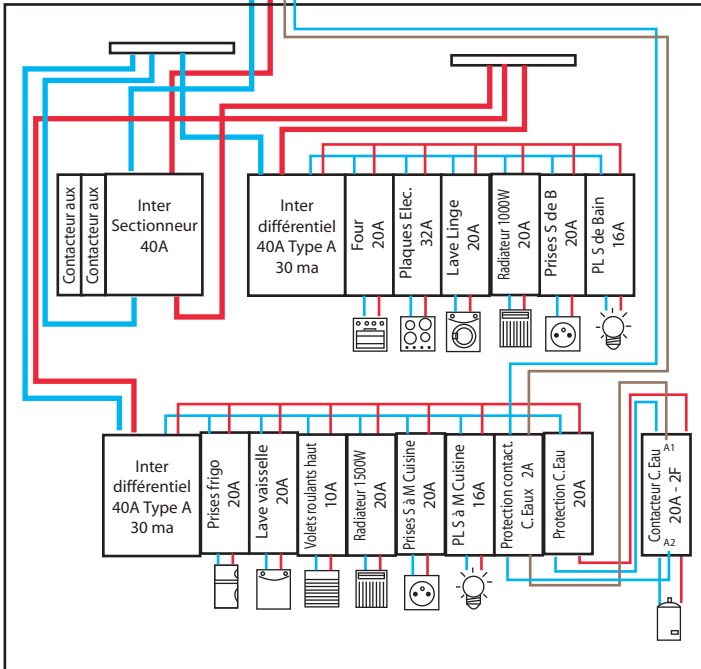 Contacteur aux
Contacteur aux
Inter
Sectionneur
40A
Inter
différentiel
40A Type A
30 ma
Four
20A
Plaques Elec.
32A
Lave Linge
20A
Radiateur 1000W
20A
Prises S de B
20A
PL S de Bain
16A
Inter
différentiel
40A Type A
30 ma
Prises frigo
20A
Lave vaisselle
20A
Volets roulants haut
10A
Radiateur 1500W
20A
Prises S à M Cuisine
20A
PL S à M Cuisine
16A
Protection contact.
C. Eaux 2A
Protection C. Eau
20A
A1
Contacteur C. Eau
20A - 2F
A2